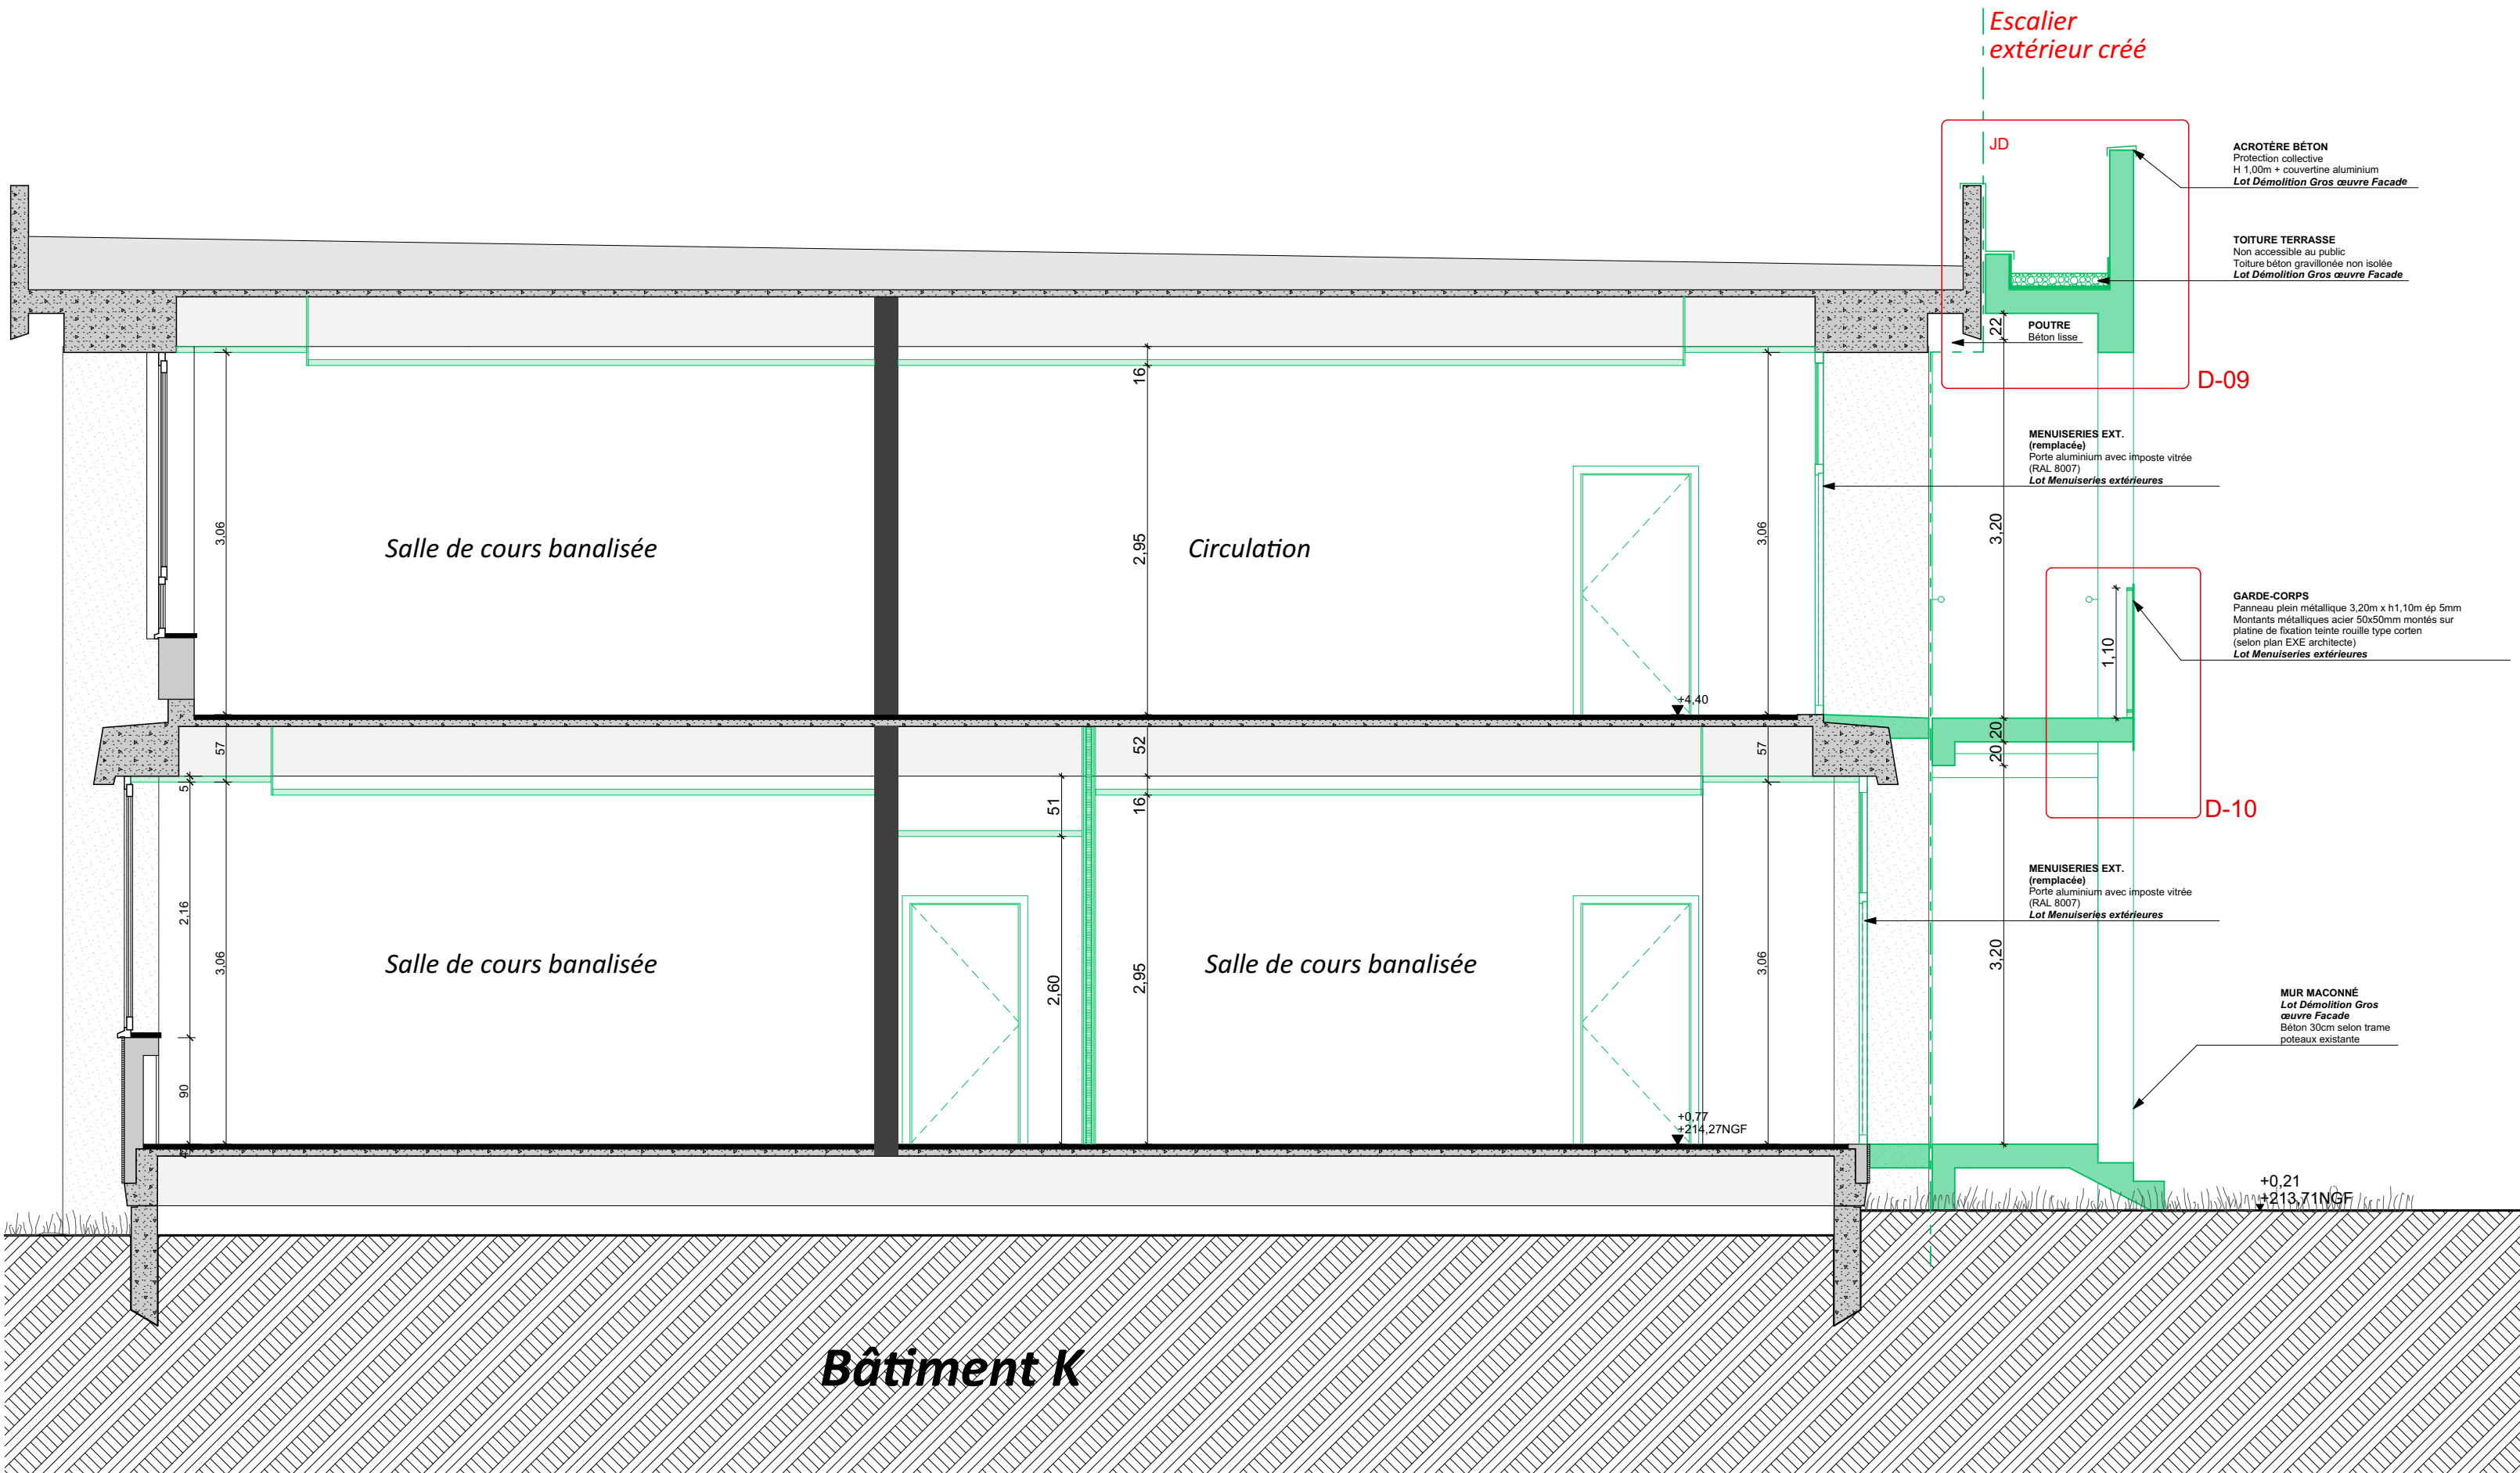 Escalier
extérieur créé
JD
ACROTÈRE BÉTON
Protection collective
H 1,00m + couvertine aluminium
Lot Démolition Gros œuvre Facade
TOITURE TERRASSE
Non accessible au public
Toiture béton gravillonée non isolée
Lot Démolition Gros œuvre Facade
22
POUTRE
Béton lisse
D-09
16
MENUISERIES EXT.
(remplacée)
Porte aluminium avec imposte vitrée
(RAL 8007)
Lot Menuiseries extérieures
3,06
Salle de cours banalisée
2,95
Circulation
3,06
3,20
GARDE-CORPS
Panneau plein métallique 3,20m x h1,10m ép 5mm
Montants métalliques acier 50x50mm montés sur
platine de fixation teinte rouille type corten
(selon plan EXE architecte)
Lot Menuiseries extérieures
1,10
+4,40
57
52
57
20
20
5
51
16
D-10
MENUISERIES EXT.
(remplacée)
Porte aluminium avec imposte vitrée
(RAL 8007)
Lot Menuiseries extérieures
2,16
3,06
Salle de cours banalisée
2,60
2,95
Salle de cours banalisée
3,06
3,20
MUR MACONNÉ
Lot Démolition Gros
œuvre Facade
Béton 30cm selon trame
poteaux existante
90
+0,77
+214,27NGF
4
+0,21
+213,71NGF
Bâtiment K